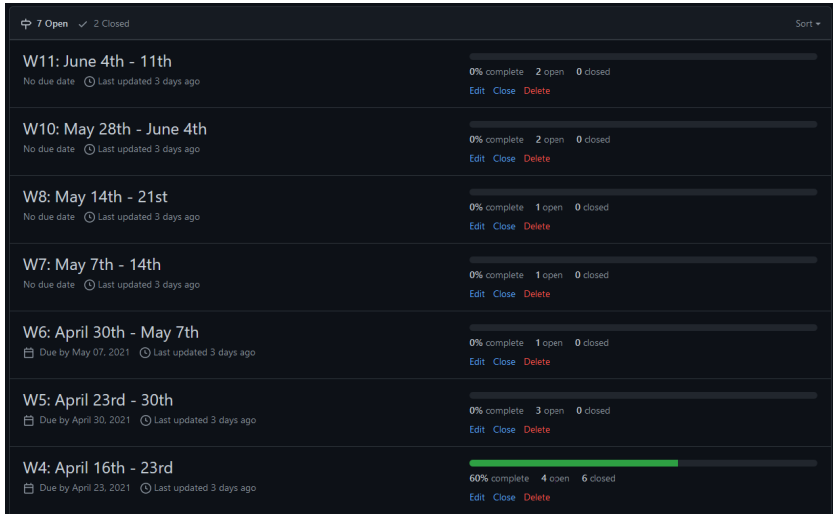 7 Open 2 Closed Sort
W11: June 4th - 11th
No due date Last updated 3 days ago
0% complete 2 open 0 closed
Edit Close Delete
W10: May 28th - June 4th
No due date Last updated 3 days ago
0% complete 2 open 0 closed
Edit Close Delete
W8: May 14th - 21st
No due date Last updated 3 days ago
0% complete 1 open 0 closed
Edit Close Delete
W7: May 7th - 14th
No due date Last updated 3 days ago
0% complete 1 open 0 closed
Edit Close Delete
W6: April 30th - May 7th
Due by May 07, 2021 Last updated 3 days ago
0% complete 1 open 0 closed
Edit Close Delete
W5: April 23rd - 30th
Due by April 30, 2021 Last updated 3 days ago
0% complete 3 open 0 closed
Edit Close Delete
W4: April 16th - 23rd
Due by April 23, 2021 Last updated 3 days ago
60% complete 4 open 6 closed
Edit Close Delete